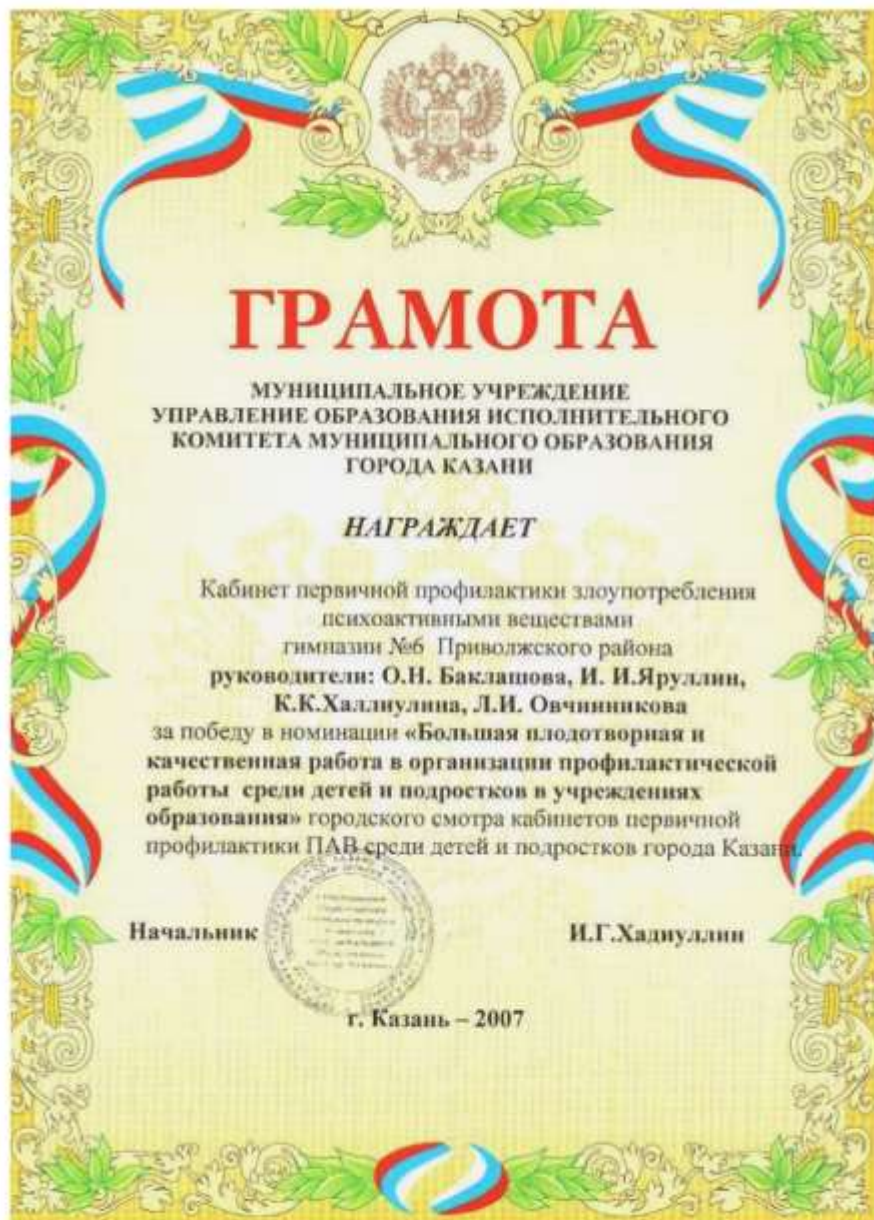 ГРАМОТА
МУНИЦИПАЛЬНОЕ УЧРЕЖДЕНИЕ
УПРАВЛЕНИЕ ОБРАЗОВАНИЯ ИСПОЛНИТЕЛЬНОГО
КОМИТЕТА МУНИЦИПАЛЬНОГО ОБРАЗОВАНИЯ
ГОРОДА КАЗАНИ
НАГРАЖДАЕТ
Кабинет первичной профилактики злоупотребления
психоактивными веществами
гимназии №6 Приволжского района
руководители: О.Н. Баклашова, И. И.Яруллин,
К.К.Халлиулина, Л.И. Овчинникова
за победу в номинации «Большая плодотворная и
качественная работа в организации профилактической
работы среди детей и подростков в учреждениях
образования» городского смотра кабинетов первичной
профилактики ПАВ среди детей и подростков города Казани.
Начальник И.Г.Хадиуллин
г. Казань – 2007